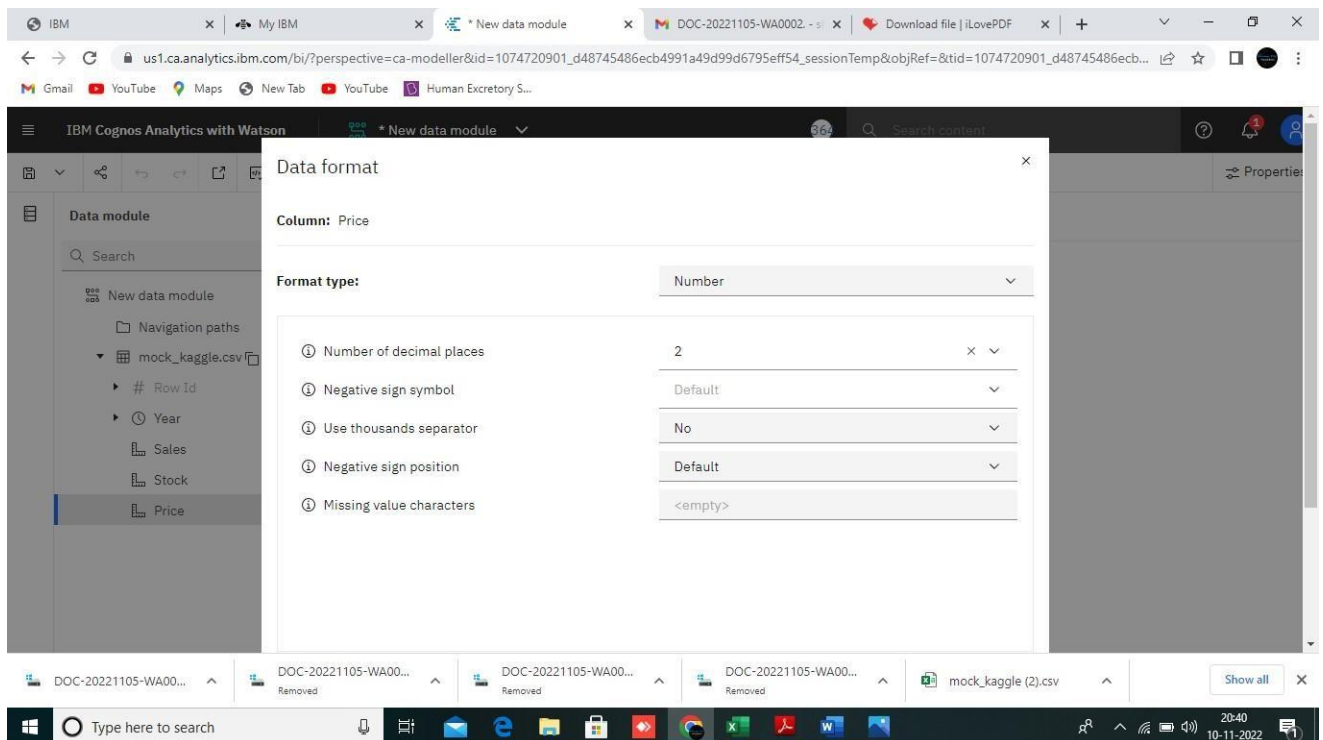 IBM
My IBM
* New data module
DOC-20221105-WA0002. - s
Download file | iLovePDF
us1.ca.analytics.ibm.com/bi/?perspective=ca-modeller&id=1074720901_d48745486ecb4991a49d99d6795eff54_sessionTemp&objRef=&tid=1074720901_d48745486ecb...
Gmail
YouTube
Maps
New Tab
YouTube
Human Excretory S...
IBM Cognos Analytics with Watson
* New data module
364
Search content
1
Data format
Properties
Column: Price
Data module
Search
Format type:
Number
New data module
Navigation paths
mock_kaggle.csv
# Row Id
Year
Sales
Stock
Price
Number of decimal places
2
Negative sign symbol
Default
Use thousands separator
No
Negative sign position
Default
Missing value characters
<empty>
DOC-20221105-WA00...
DOC-20221105-WA00...
Removed
DOC-20221105-WA00...
Removed
DOC-20221105-WA00...
Removed
mock_kaggle (2).csv
Show all
Type here to search
20:40
10-11-2022
1